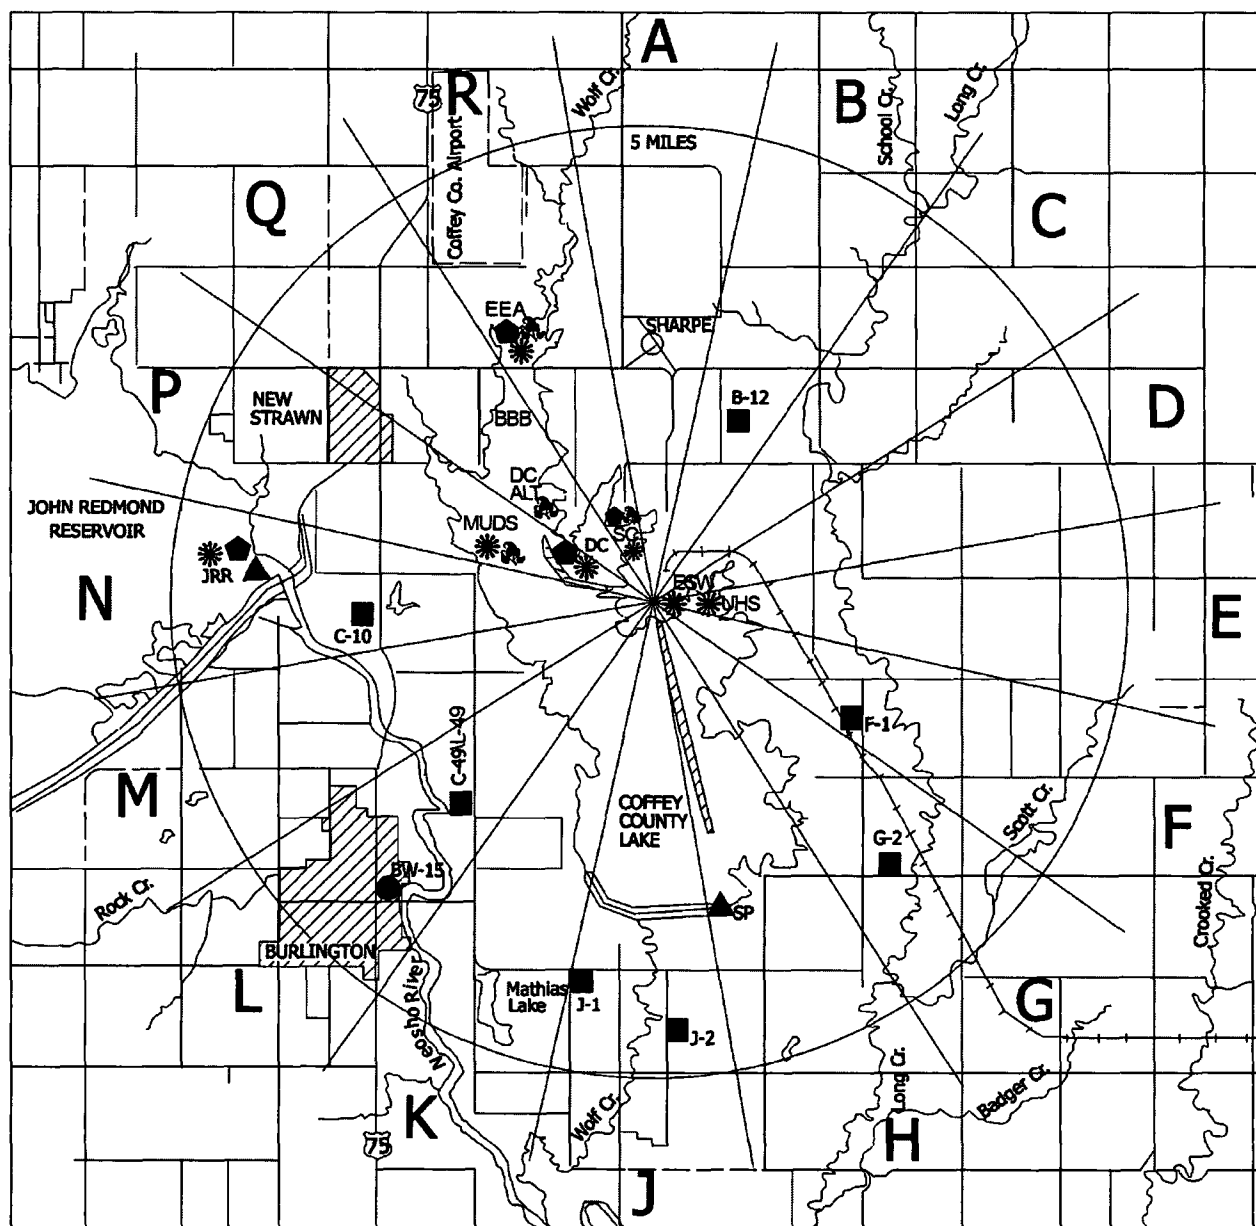 A
B
C
D
E
F
G
H
J
K
L
M
N
P
Q
R
75
Coffey Co. Airport
Wolf Cr.
5 MILES
School Cr.
Long Cr.
EEA
SHARPE
NEW
STRAWN
BBB
B-12
DC
ALT
MUDS
SC
DC
JOHN REDMOND
RESERVOIR
JRR
ESW
NHS
C-10
F-1
C-49\L-49
COFFEY
COUNTY
LAKE
Scott Cr.
G-2
BW-15
Rock Cr.
SP
Crooked Cr.
BURLINGTON
Neosho River
Mathias
Lake
J-1
J-2
Long Cr.
Badger Cr.
Wolf Cr.
75